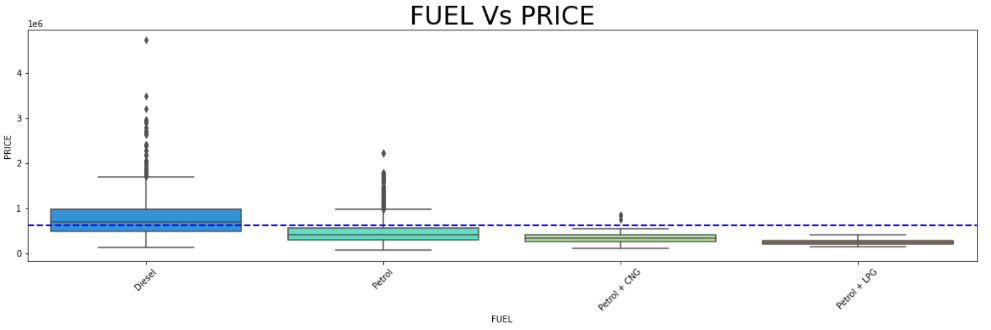 FUEL Vs PRICE
1e6
4
3
2
1
0
PRICE
Diesel
Petrol
Petrol + CNG
Petrol + LPG
FUEL